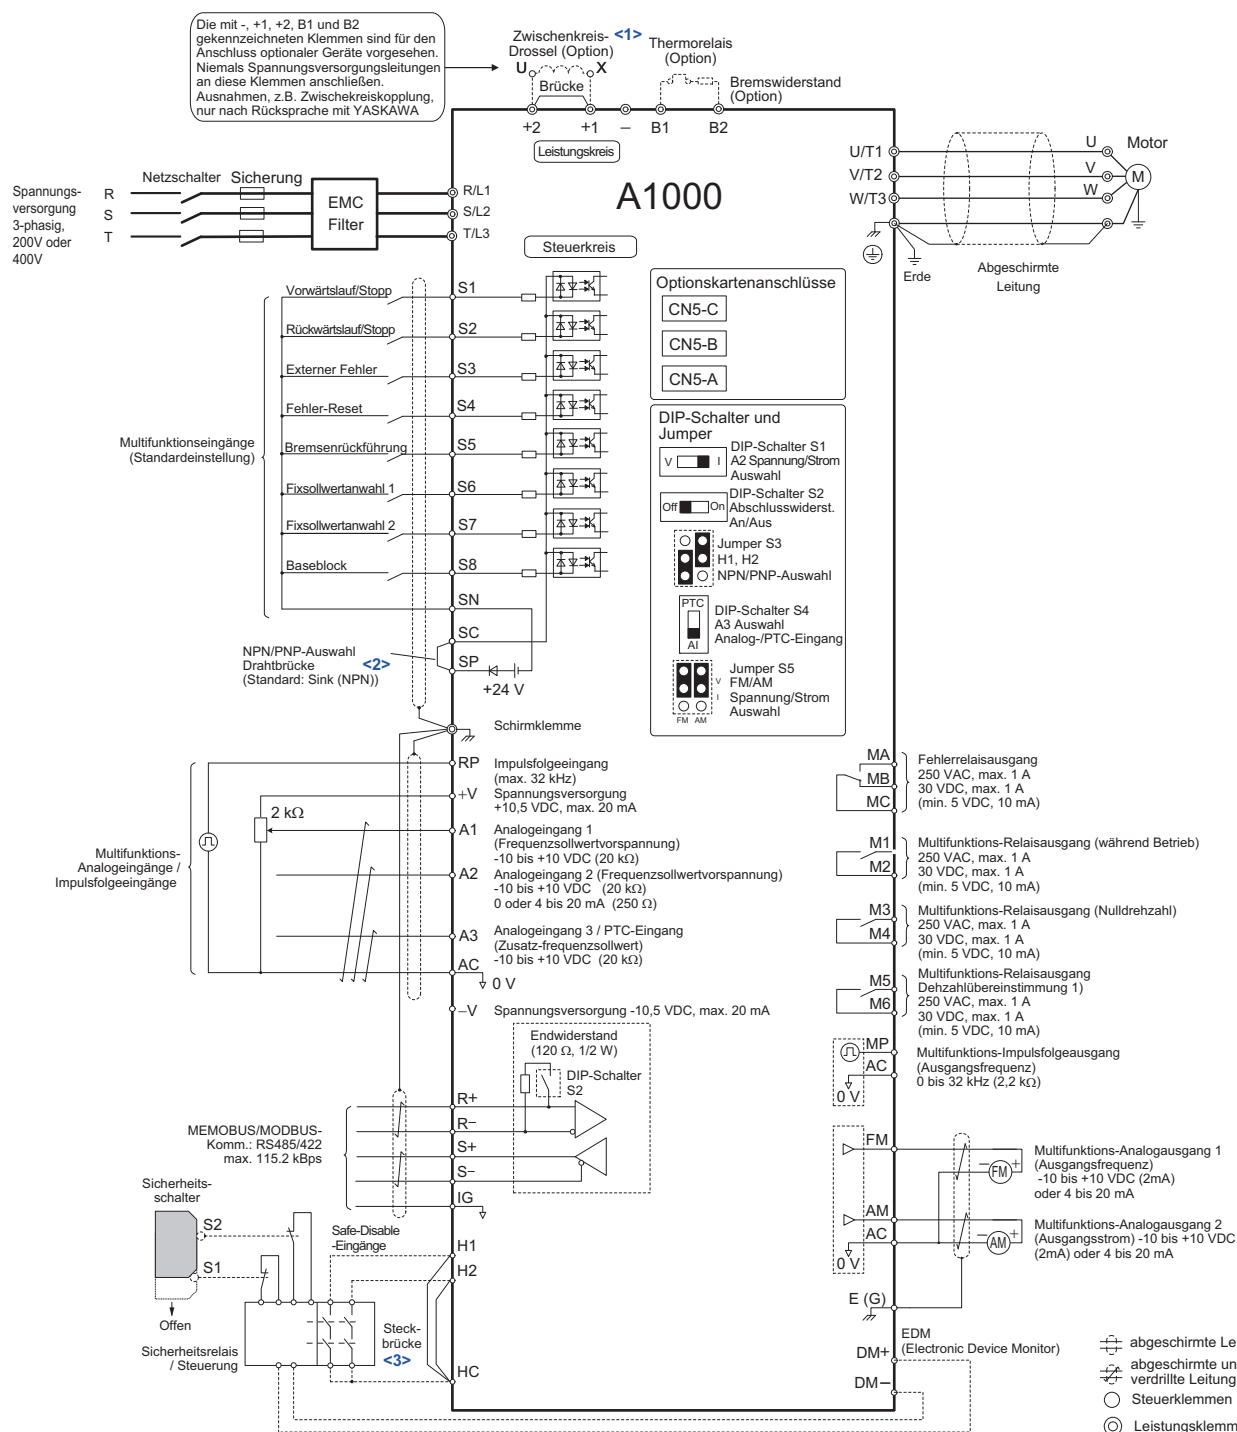 Die mit -, +1, +2, B1 und B2
gekennzeichneten Klemmen sind für den
Anschluss optionaler Geräte vorgesehen.
Niemals Spannungsversorgungsleitungen
an diese Klemmen anschließen.
Ausnahmen, z.B. Zwischekreiskopplung,
nur nach Rücksprache mit YASKAWA
Zwischenkreis- <1>
Drossel (Option)
U X
Brücke
Thermorelais
(Option)
Bremswiderstand
(Option)
+2 +1 – B1 B2
Leistungskreis
A1000
Spannungs-
versorgung
3-phasig,
200V oder
400V
R
S
T
Netzschalter
Sicherung
EMC
Filter
R/L1
S/L2
T/L3
U/T1
V/T2
W/T3
U
V
W
Motor
M
Erde
Abgeschirmte
Leitung
Steuerkreis
Multifunktionseingänge
(Standardeinstellung)
Vorwärtslauf/Stopp S1
Rückwärtslauf/Stopp S2
Externer Fehler S3
Fehler-Reset S4
Bremsenrückführung S5
Fixsollwertanwahl 1 S6
Fixsollwertanwahl 2 S7
Baseblock S8
SN
SC
SP
+24 V
NPN/PNP-Auswahl
Drahtbrücke <2>
(Standard: Sink (NPN))
Optionskartenanschlüsse
CN5-C
CN5-B
CN5-A
DIP-Schalter und
Jumper
V I
DIP-Schalter S1
A2 Spannung/Strom
Auswahl
Off On
DIP-Schalter S2
Abschlusswiderst.
An/Aus
Jumper S3
H1, H2
NPN/PNP-Auswahl
PTC
AI
DIP-Schalter S4
A3 Auswahl
Analog-/PTC-Eingang
V
I
FM AM
Jumper S5
FM/AM
Spannung/Strom
Auswahl
Schirmklemme
Multifunktions-
Analogeingänge /
Impulsfolgeeingänge
2 kΩ
RP Impulsfolgeeingang
(max. 32 kHz)
+V Spannungsversorgung
+10,5 VDC, max. 20 mA
A1 Analogeingang 1
(Frequenzsollwertvorspannung)
-10 bis +10 VDC (20 kΩ)
A2 Analogeingang 2 (Frequenzsollwertvorspannung)
-10 bis +10 VDC (20 kΩ)
0 oder 4 bis 20 mA (250 Ω)
A3 Analogeingang 3 / PTC-Eingang
(Zusatz-frequenzsollwert)
-10 bis +10 VDC (20 kΩ)
AC
0 V
–V Spannungsversorgung -10,5 VDC, max. 20 mA
MA
MB
MC
Fehlerrelaisausgang
250 VAC, max. 1 A
30 VDC, max. 1 A
(min. 5 VDC, 10 mA)
M1
M2
Multifunktions-Relaisausgang (während Betrieb)
250 VAC, max. 1 A
30 VDC, max. 1 A
(min. 5 VDC, 10 mA)
M3
M4
Multifunktions-Relaisausgang (Nulldrehzahl)
250 VAC, max. 1 A
30 VDC, max. 1 A
(min. 5 VDC, 10 mA)
M5
M6
Multifunktions-Relaisausgang
Dehzahlübereinstimmung 1)
250 VAC, max. 1 A
30 VDC, max. 1 A
(min. 5 VDC, 10 mA)
MP
AC
0 V
Multifunktions-Impulsfolgeausgang
(Ausgangsfrequenz)
0 bis 32 kHz (2,2 kΩ)
Endwiderstand
(120 Ω, 1/2 W)
DIP-Schalter
S2
MEMOBUS/MODBUS-
Komm.: RS485/422
max. 115.2 kBps
R+
R–
S+
S–
IG
FM
– FM +
Multifunktions-Analogausgang 1
(Ausgangsfrequenz)
-10 bis +10 VDC (2mA)
oder 4 bis 20 mA
AM
AC
0 V
– AM +
Multifunktions-Analogausgang 2
(Ausgangsstrom) -10 bis +10 VDC
(2mA) oder 4 bis 20 mA
E (G)
Sicherheits-
schalter
S2
S1
Offen
Sicherheitsrelais
/ Steuerung
Safe-Disable
-Eingänge
H1
H2
Steck-
brücke
<3>
HC
EDM
(Electronic Device Monitor)
DM+
DM–
abgeschirmte Le
abgeschirmte un
verdrillte Leitung
Steuerklemmen
Leistungsklemm